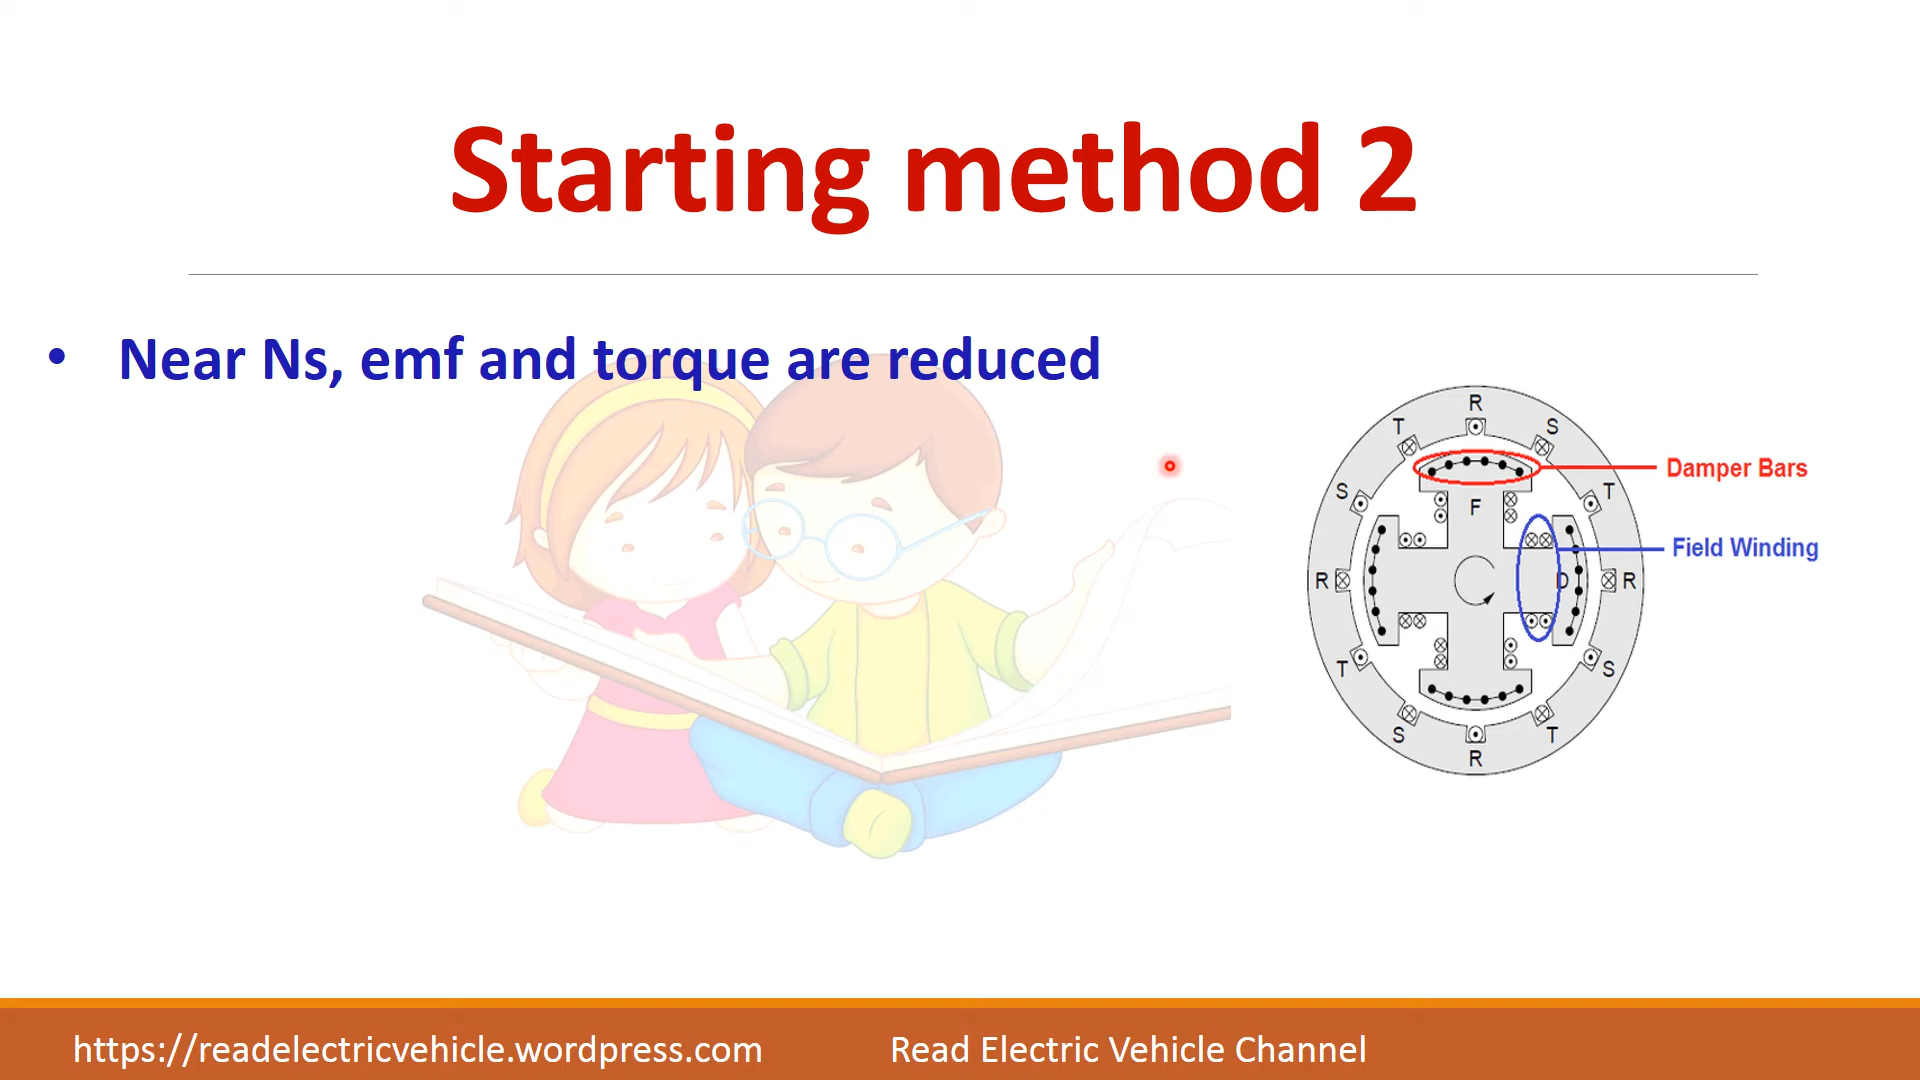 Starting method 2
• Near Ns, emf and torque are reduced
R
T S
Damper Bars
S F T
Field Winding
R D R
T S
S T
R
https://readelectricvehicle.wordpress.com Read Electric Vehicle Channel